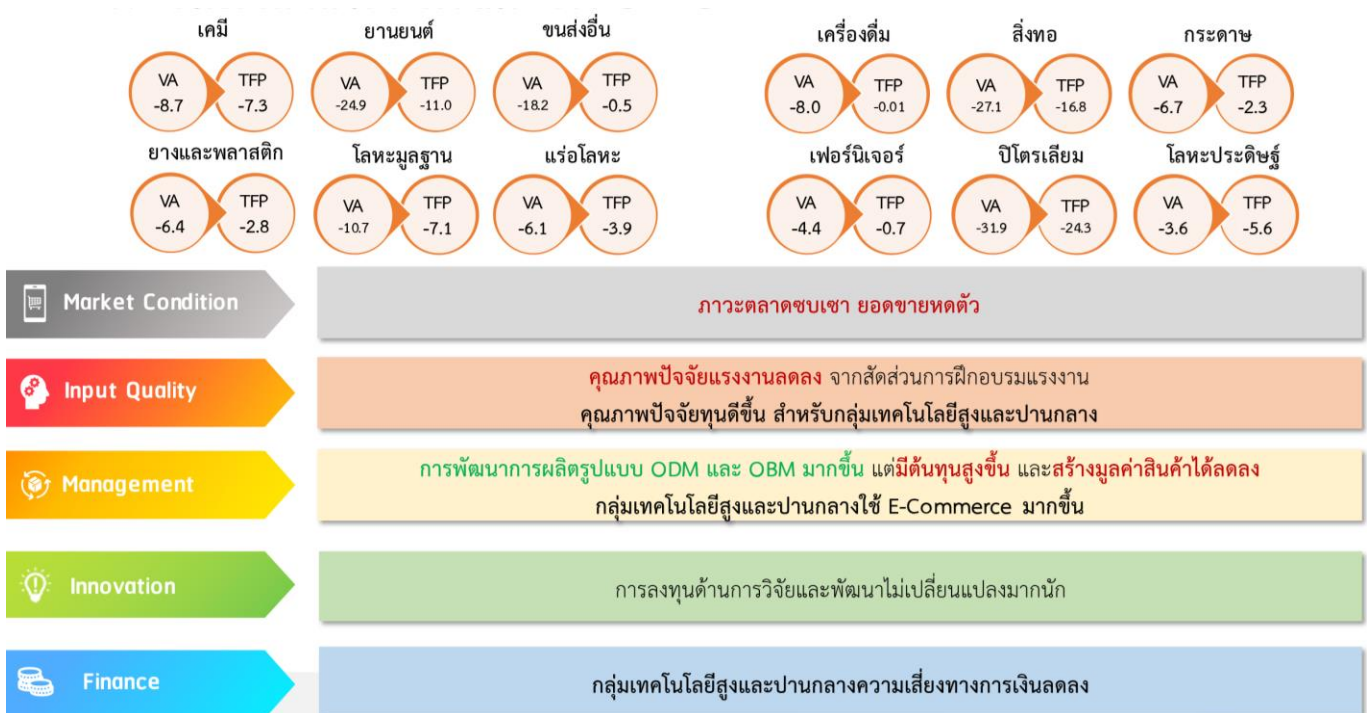 เคมี ยานยนต์ ขนส่งอื่น เครื่องดื่ม สิ่งทอ กระดาษ
VA TFP VA TFP VA TFP VA TFP VA TFP VA TFP
-8.7 -7.3 -24.9 -11.0 -18.2 -0.5 -8.0 -0.01 -27.1 -16.8 -6.7 -2.3
ยางและพลาสติก โลหะมูลฐาน แร่อโลหะ เฟอร์นิเจอร์ ปิโตรเลียม โลหะประดิษฐ์
VA TFP VA TFP VA TFP VA TFP VA TFP VA TFP
-6.4 -2.8 -10.7 -7.1 -6.1 -3.9 -4.4 -0.7 -31.9 -24.3 -3.6 -5.6
Market Condition
ภาวะตลาดซบเซา ยอดขายหดตัว
Input Quality
คุณภาพปัจจัยแรงงานลดลง จากสัดส่วนการฝึกอบรมแรงงาน
คุณภาพปัจจัยทุนดีขึ้น สำหรับกลุ่มเทคโนโลยีสูงและปานกลาง
Management
การพัฒนาการผลิตรูปแบบ ODM และ OBM มากขึ้น แต่มีต้นทุนสูงขึ้น และสร้างมูลค่าสินค้าได้ลดลง
กลุ่มเทคโนโลยีสูงและปานกลางใช้ E-Commerce มากขึ้น
Innovation
การลงทุนด้านการวิจัยและพัฒนาไม่เปลี่ยนแปลงมากนัก
Finance
กลุ่มเทคโนโลยีสูงและปานกลางความเสี่ยงทางการเงินลดลง